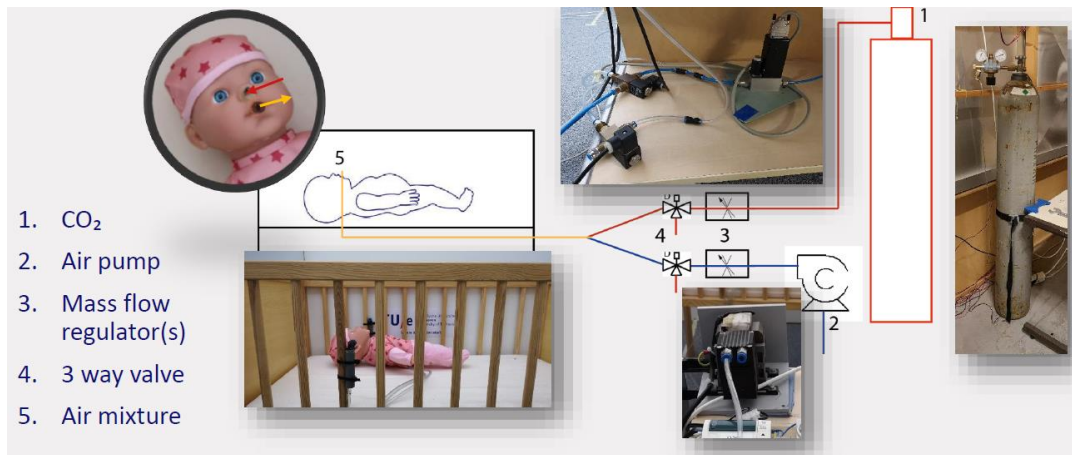 1
5
1. CO₂
2. Air pump
3. Mass flow
regulator(s)
4. 3 way valve
5. Air mixture
4
3
2
TU/e